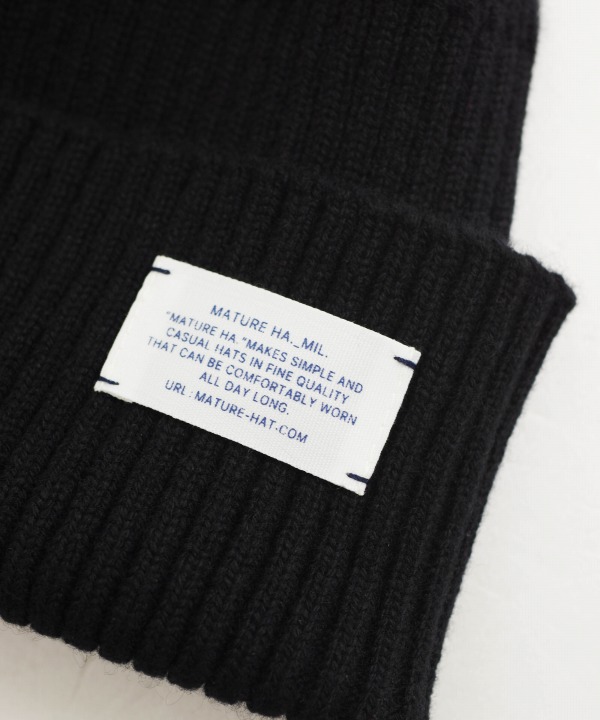 MATURE HA._MIL.
"MATURE HA."MAKES SIMPLE AND
CASUAL HATS IN FINE QUALITY
THAT CAN BE COMFORTABLY WORN
ALL DAY LONG.
URL:MATURE-HAT.COM